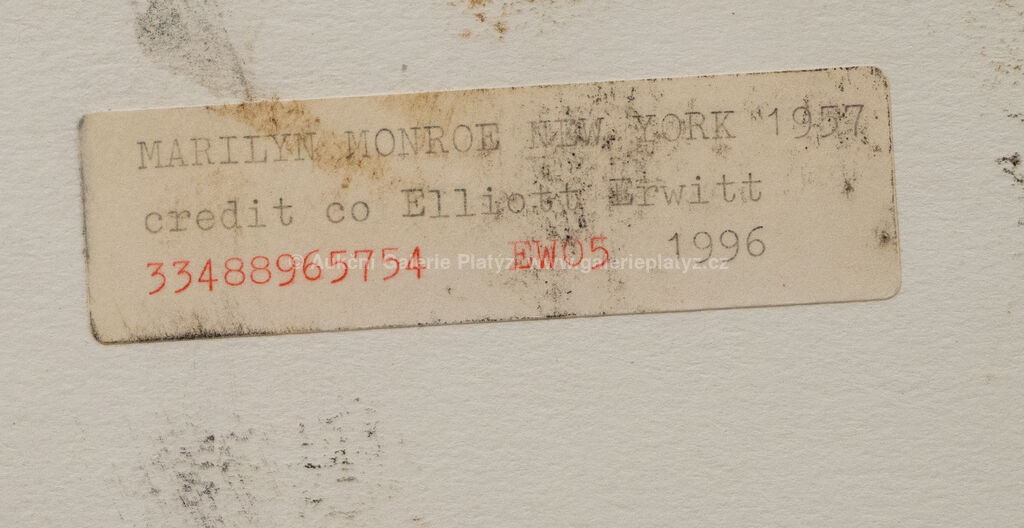 MARILYN MONROE NEW YORK 1957
credit co Elliott Erwitt
33488965754 EW05 1996
© Aukční Galerie Platýz, www.galerieplatyz.cz